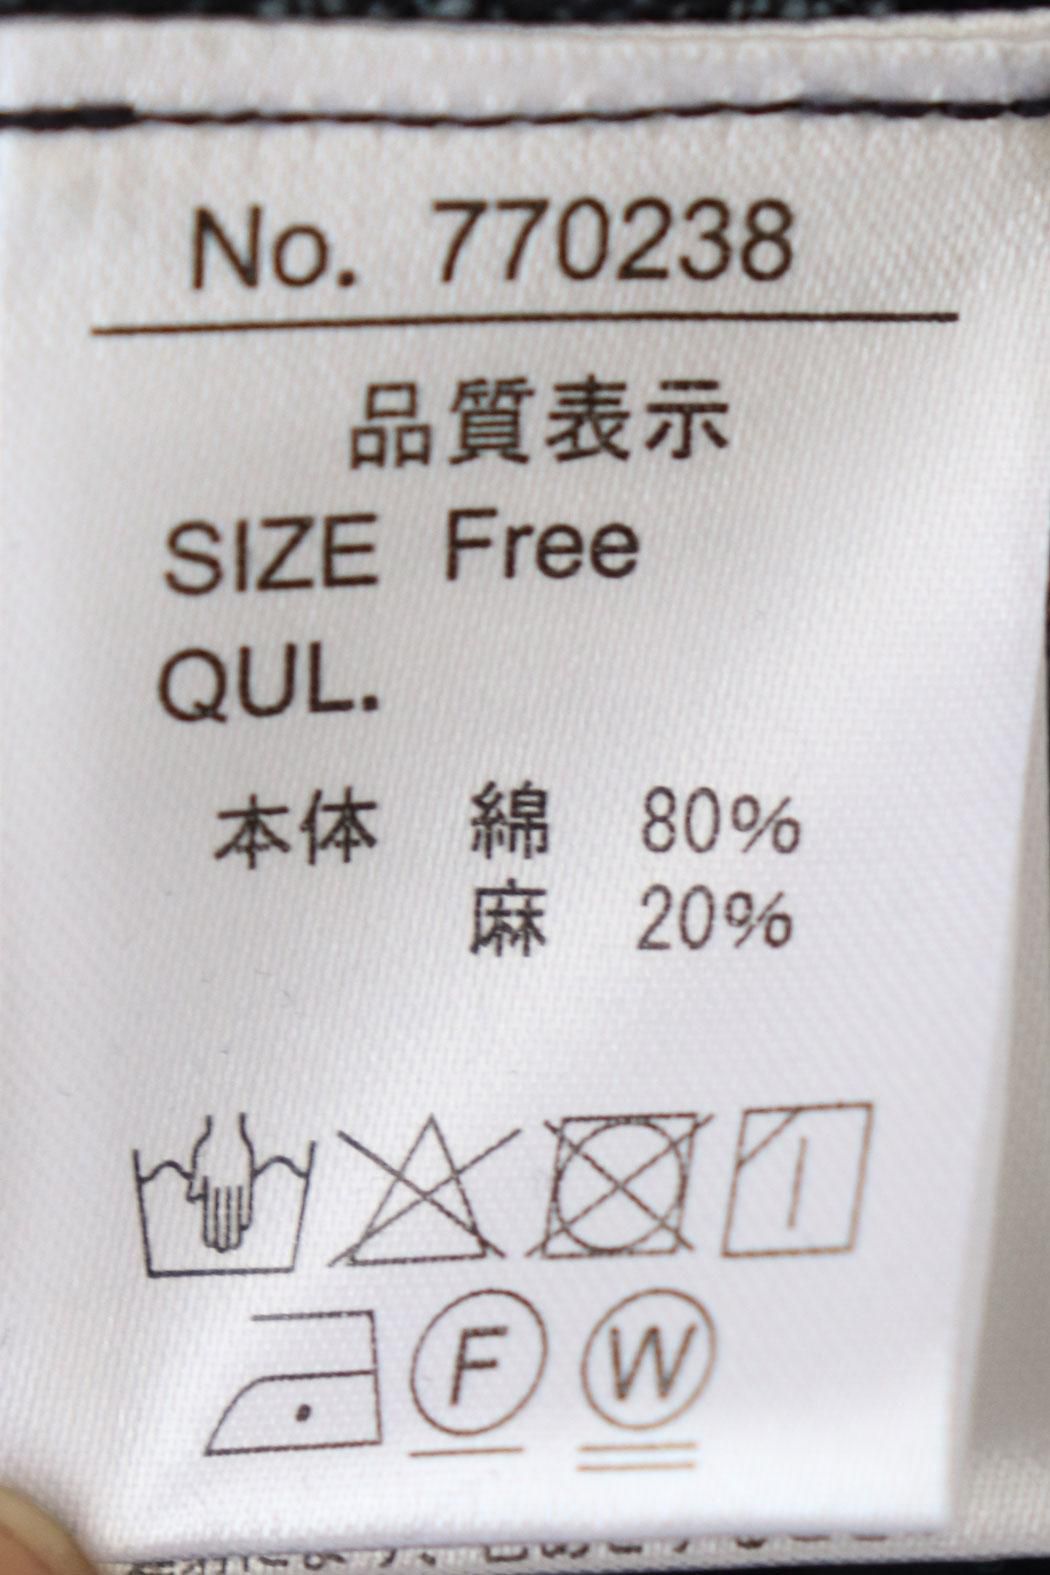 No. 770238
品質表示
SIZE Free
QUL.
本体 綿 80%
麻 20%
F W